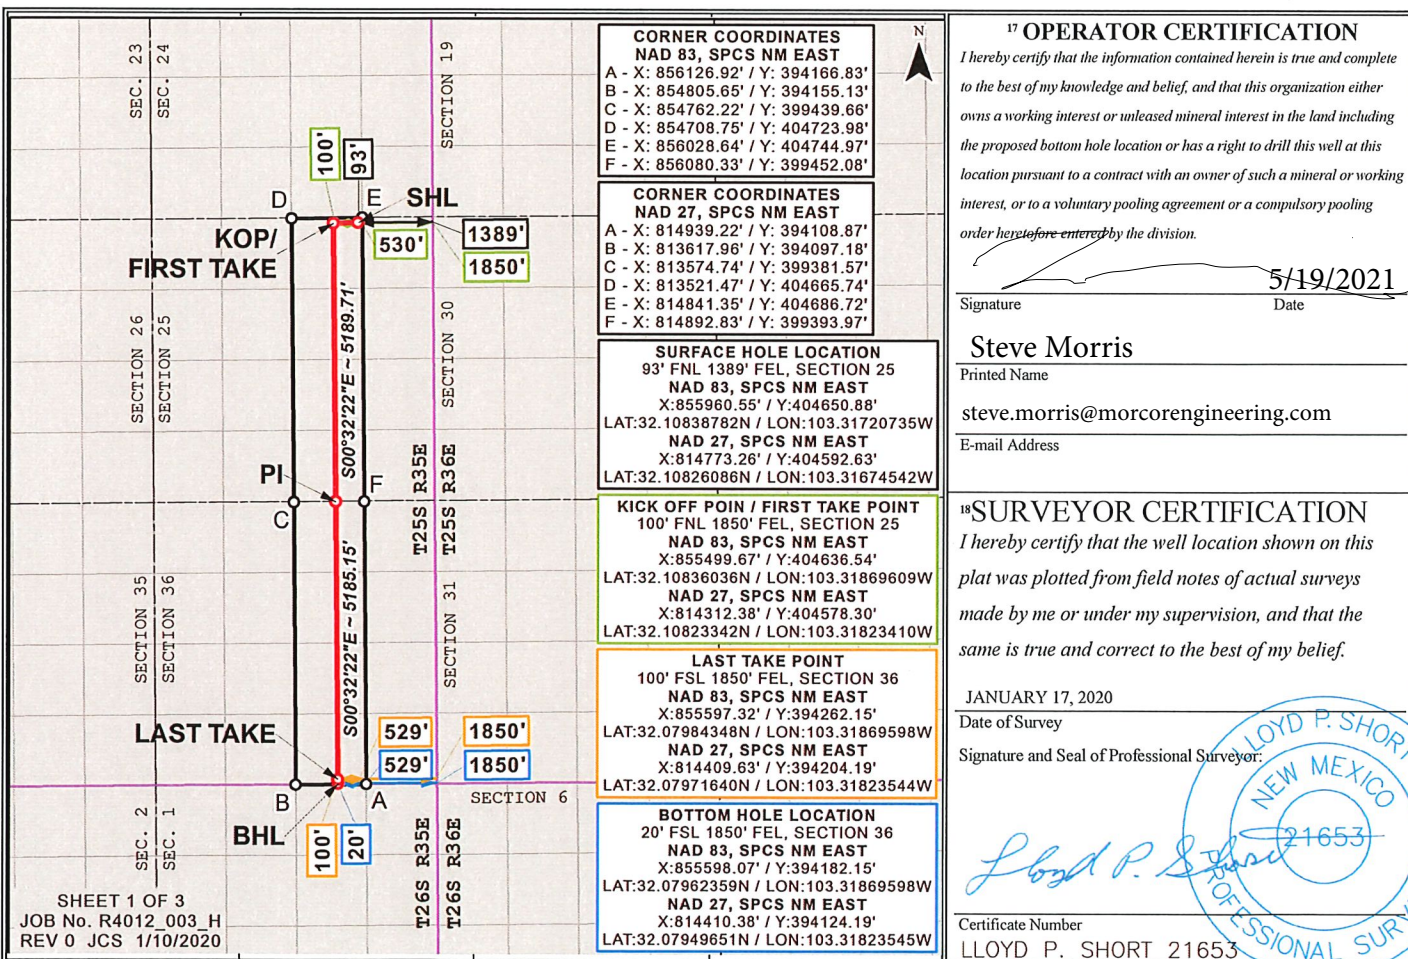 SEC. 23
SEC. 24
SECTION 19
N
100'
93'
D
E
SHL
KOP/
FIRST TAKE
530'
1389'
1850'
S00°32'22"E ~ 5189.71'
SECTION 26
SECTION 25
SECTION 30
PI
F
C
T25S R35E
T25S R36E
S00°32'22"E ~ 5185.15'
SECTION 35
SECTION 36
SECTION 31
LAST TAKE
529'
1850'
529'
1850'
B
A
SECTION 6
BHL
100'
20'
SEC. 2
SEC. 1
T26S R35E
T26S R36E
SHEET 1 OF 3
JOB No. R4012_003_H
REV 0 JCS 1/10/2020
CORNER COORDINATES
NAD 83, SPCS NM EAST
A - X: 856126.92' / Y: 394166.83'
B - X: 854805.65' / Y: 394155.13'
C - X: 854762.22' / Y: 399439.66'
D - X: 854708.75' / Y: 404723.98'
E - X: 856028.64' / Y: 404744.97'
F - X: 856080.33' / Y: 399452.08'
CORNER COORDINATES
NAD 27, SPCS NM EAST
A - X: 814939.22' / Y: 394108.87'
B - X: 813617.96' / Y: 394097.18'
C - X: 813574.74' / Y: 399381.57'
D - X: 813521.47' / Y: 404665.74'
E - X: 814841.35' / Y: 404686.72'
F - X: 814892.83' / Y: 399393.97'
SURFACE HOLE LOCATION
93' FNL 1389' FEL, SECTION 25
NAD 83, SPCS NM EAST
X:855960.55' / Y:404650.88'
LAT:32.10838782N / LON:103.31720735W
NAD 27, SPCS NM EAST
X:814773.26' / Y:404592.63'
LAT:32.10826086N / LON:103.31674542W
KICK OFF POIN / FIRST TAKE POINT
100' FNL 1850' FEL, SECTION 25
NAD 83, SPCS NM EAST
X:855499.67' / Y:404636.54'
LAT:32.10836036N / LON:103.31869609W
NAD 27, SPCS NM EAST
X:814312.38' / Y:404578.30'
LAT:32.10823342N / LON:103.31823410W
LAST TAKE POINT
100' FSL 1850' FEL, SECTION 36
NAD 83, SPCS NM EAST
X:855597.32' / Y:394262.15'
LAT:32.07984348N / LON:103.31869598W
NAD 27, SPCS NM EAST
X:814409.63' / Y:394204.19'
LAT:32.07971640N / LON:103.31823544W
BOTTOM HOLE LOCATION
20' FSL 1850' FEL, SECTION 36
NAD 83, SPCS NM EAST
X:855598.07' / Y:394182.15'
LAT:32.07962359N / LON:103.31869598W
NAD 27, SPCS NM EAST
X:814410.38' / Y:394124.19'
LAT:32.07949651N / LON:103.31823545W
17 OPERATOR CERTIFICATION
I hereby certify that the information contained herein is true and complete
to the best of my knowledge and belief, and that this organization either
owns a working interest or unleased mineral interest in the land including
the proposed bottom hole location or has a right to drill this well at this
location pursuant to a contract with an owner of such a mineral or working
interest, or to a voluntary pooling agreement or a compulsory pooling
order heretofore entered by the division.
5/19/2021
Signature Date
Steve Morris
Printed Name
steve.morris@morcorengineering.com
E-mail Address
18 SURVEYOR CERTIFICATION
I hereby certify that the well location shown on this
plat was plotted from field notes of actual surveys
made by me or under my supervision, and that the
same is true and correct to the best of my belief.
JANUARY 17, 2020
Date of Survey
Signature and Seal of Professional Surveyor:
LLOYD P. SHORT
NEW MEXICO
21653
PROFESSIONAL SURV
Lloyd P. Short
Certificate Number
LLOYD P. SHORT 21653